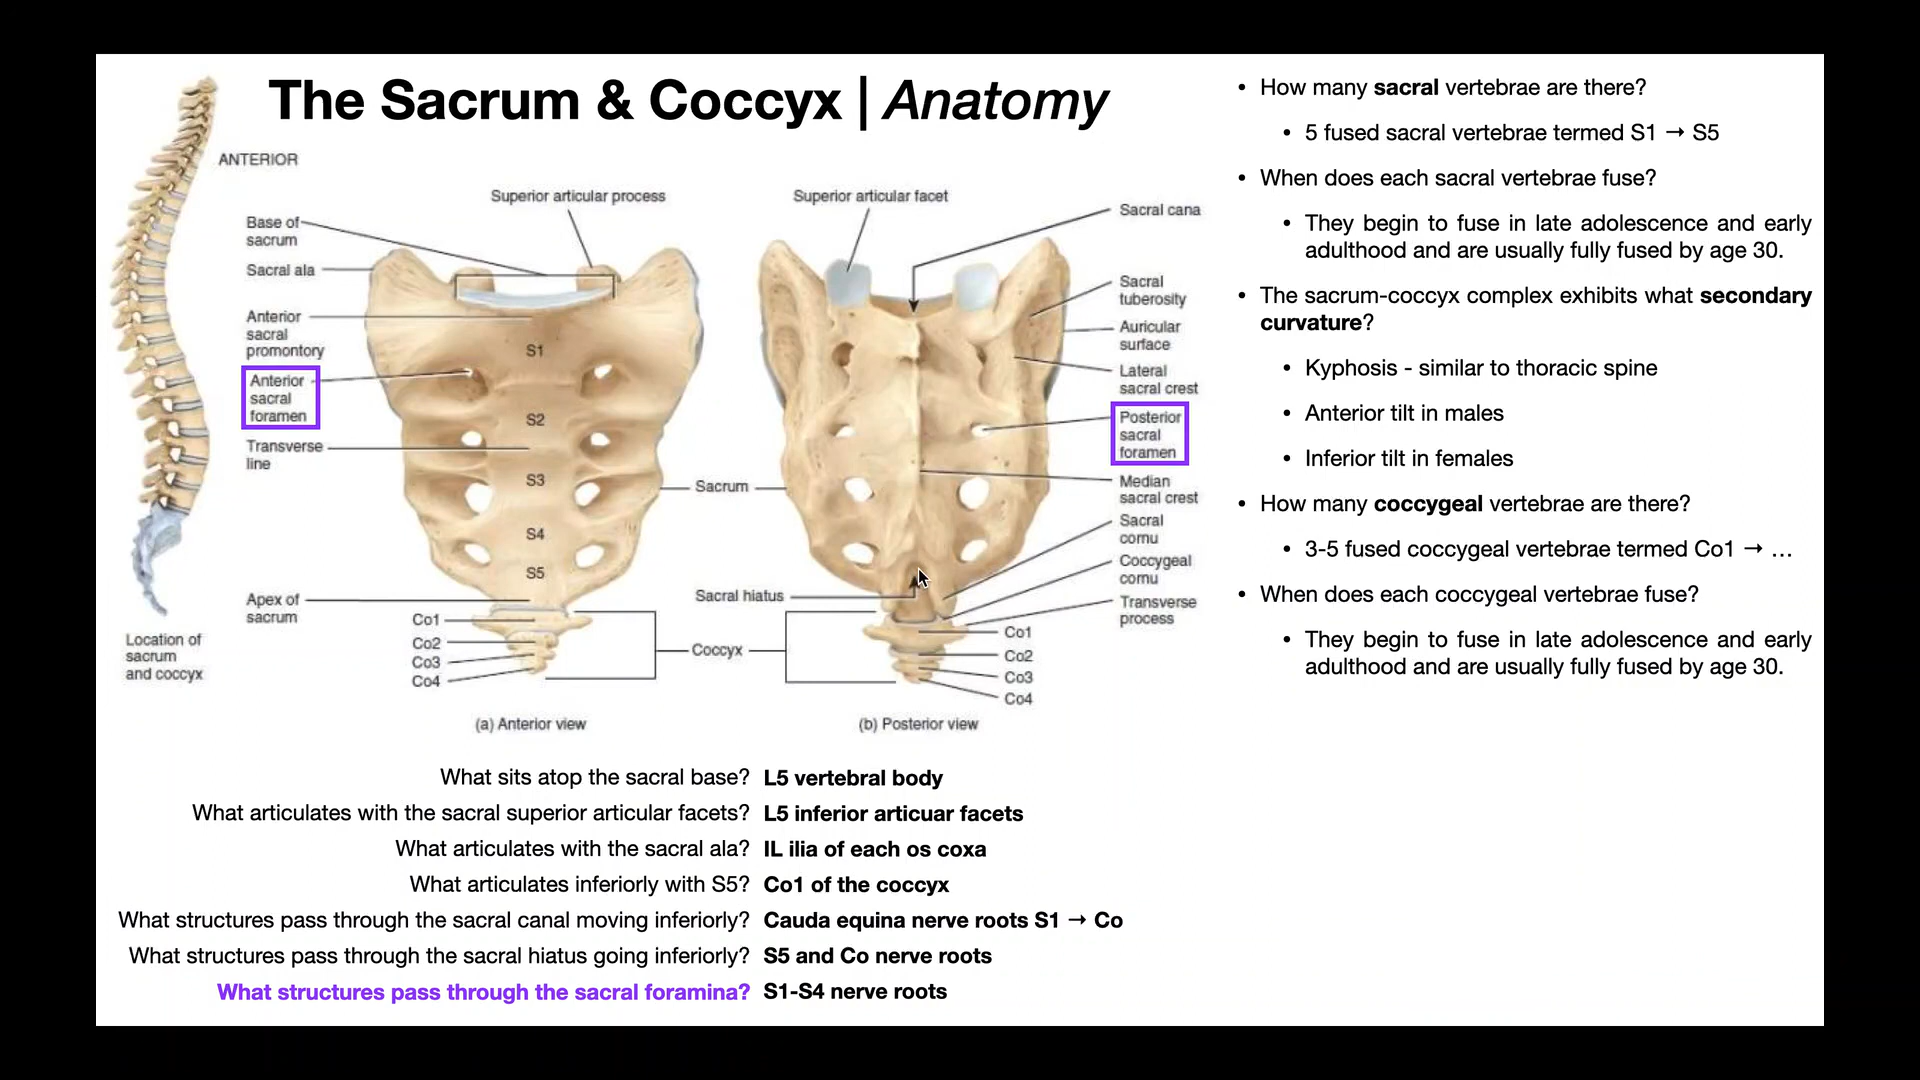 The Sacrum & Coccyx | Anatomy
ANTERIOR
Superior articular process
Base of
sacrum
Sacral ala
Anterior
sacral
promontory
Anterior
sacral
foramen
Transverse
line
Apex of
sacrum
S1
S2
S3
S4
S5
Co1
Co2
Co3
Co4
Location of
sacrum
and coccyx
(a) Anterior view
Sacrum
Sacral hiatus
Coccyx
Superior articular facet
Sacral cana
Sacral
tuberosity
Auricular
surface
Lateral
sacral crest
Posterior
sacral
foramen
Median
sacral crest
Sacral
cornu
Coccygeal
cornu
Transverse
process
Co1
Co2
Co3
Co4
(b) Posterior view
What sits atop the sacral base? L5 vertebral body
What articulates with the sacral superior articular facets? L5 inferior articuar facets
What articulates with the sacral ala? IL ilia of each os coxa
What articulates inferiorly with S5? Co1 of the coccyx
What structures pass through the sacral canal moving inferiorly? Cauda equina nerve roots S1 → Co
What structures pass through the sacral hiatus going inferiorly? S5 and Co nerve roots
What structures pass through the sacral foramina? S1-S4 nerve roots
• How many sacral vertebrae are there?
• 5 fused sacral vertebrae termed S1 → S5
• When does each sacral vertebrae fuse?
• They begin to fuse in late adolescence and early
adulthood and are usually fully fused by age 30.
• The sacrum-coccyx complex exhibits what secondary
curvature?
• Kyphosis - similar to thoracic spine
• Anterior tilt in males
• Inferior tilt in females
• How many coccygeal vertebrae are there?
• 3-5 fused coccygeal vertebrae termed Co1 → ...
• When does each coccygeal vertebrae fuse?
• They begin to fuse in late adolescence and early
adulthood and are usually fully fused by age 30.